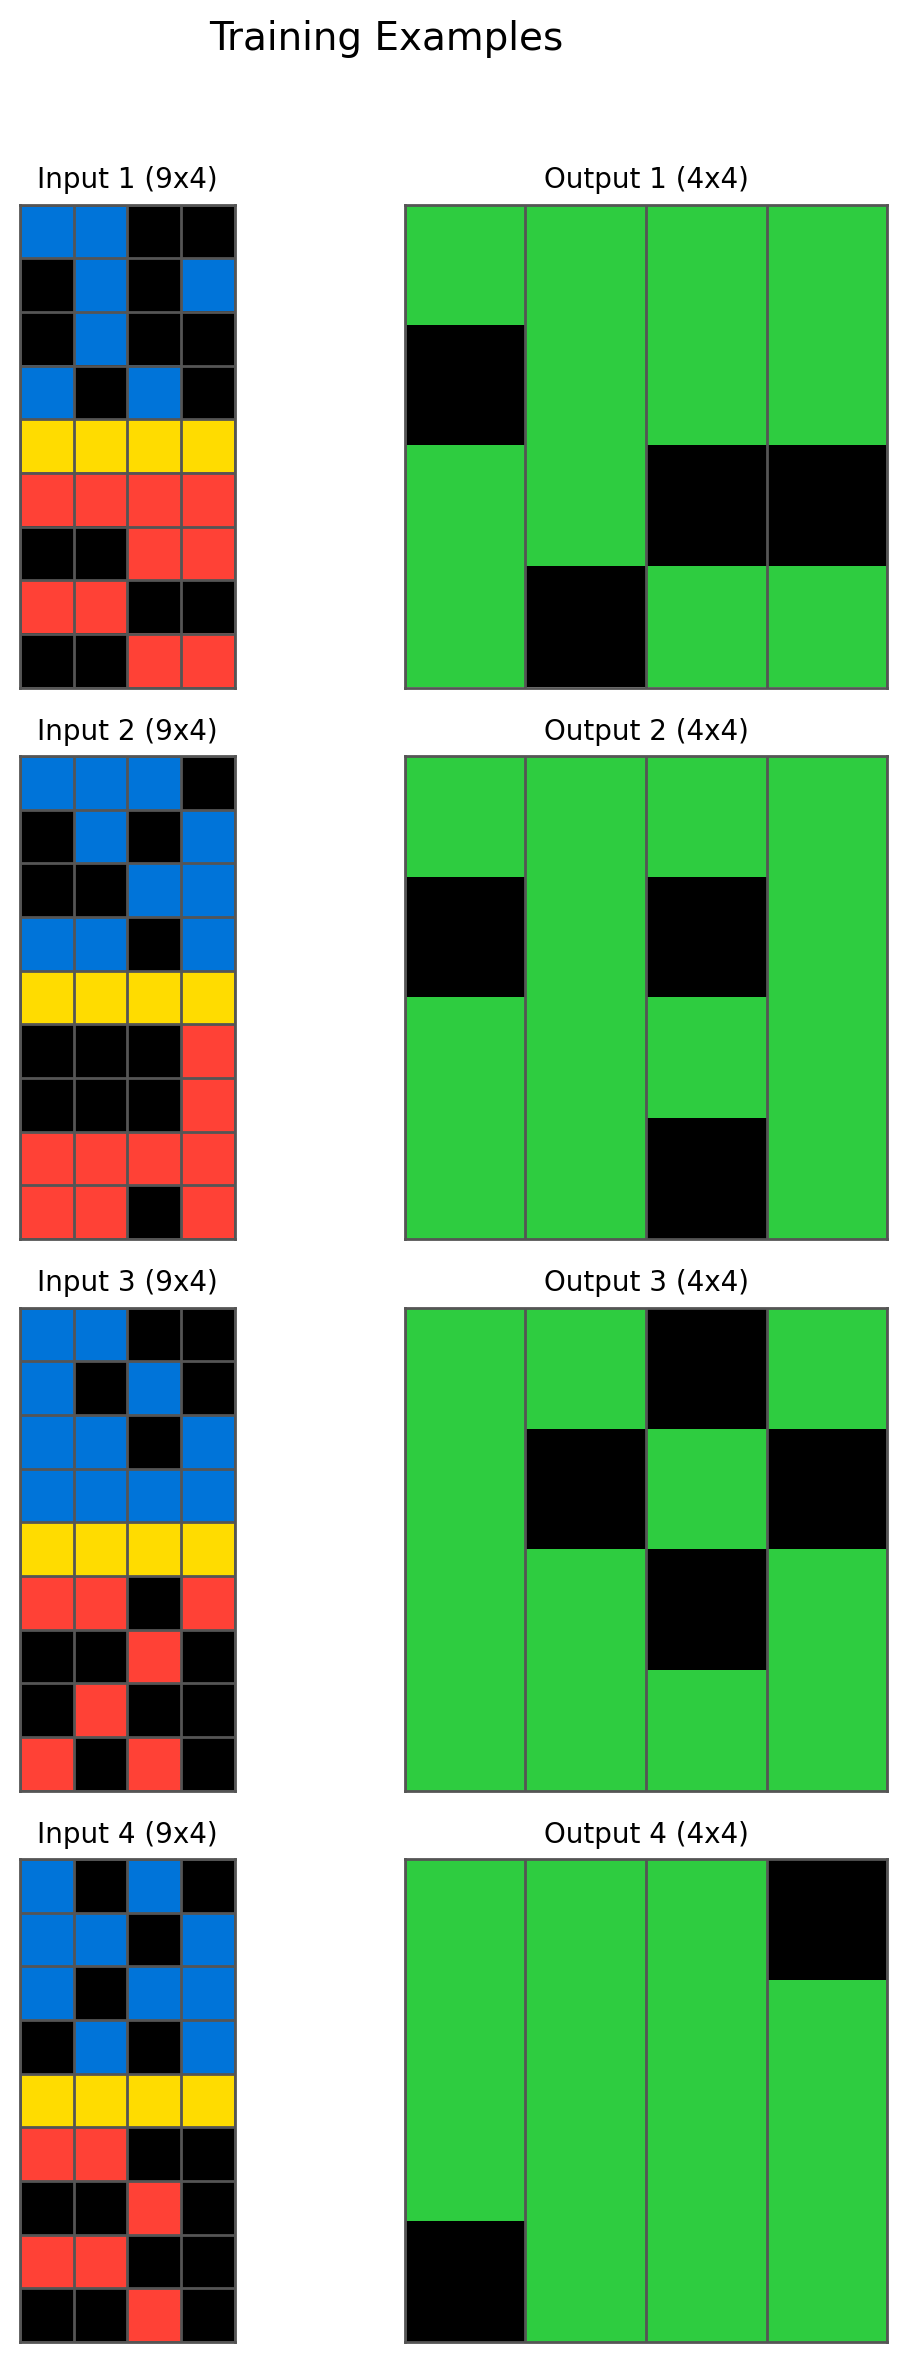 Training Examples
Input 1 (9x4)
Output 1 (4x4)
Input 2 (9x4)
Output 2 (4x4)
Input 3 (9x4)
Output 3 (4x4)
Input 4 (9x4)
Output 4 (4x4)